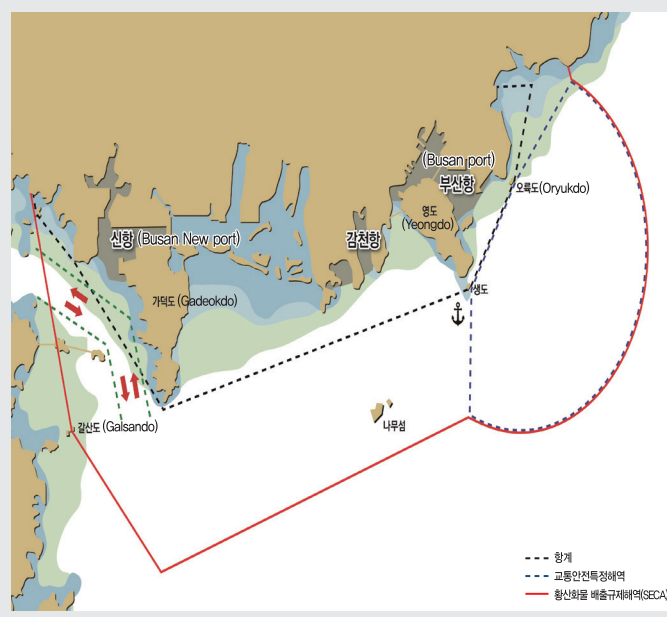 (Busan port)
부산항
오륙도(Oryukdo)
영도
(Yeongdo)
신항 (Busan New port)
감천항
생도
가덕도 (Gadeokdo)
나무섬
갈산도 (Galsando)
항계
교통안전특정해역
황산화물 배출규제해역(SECA)